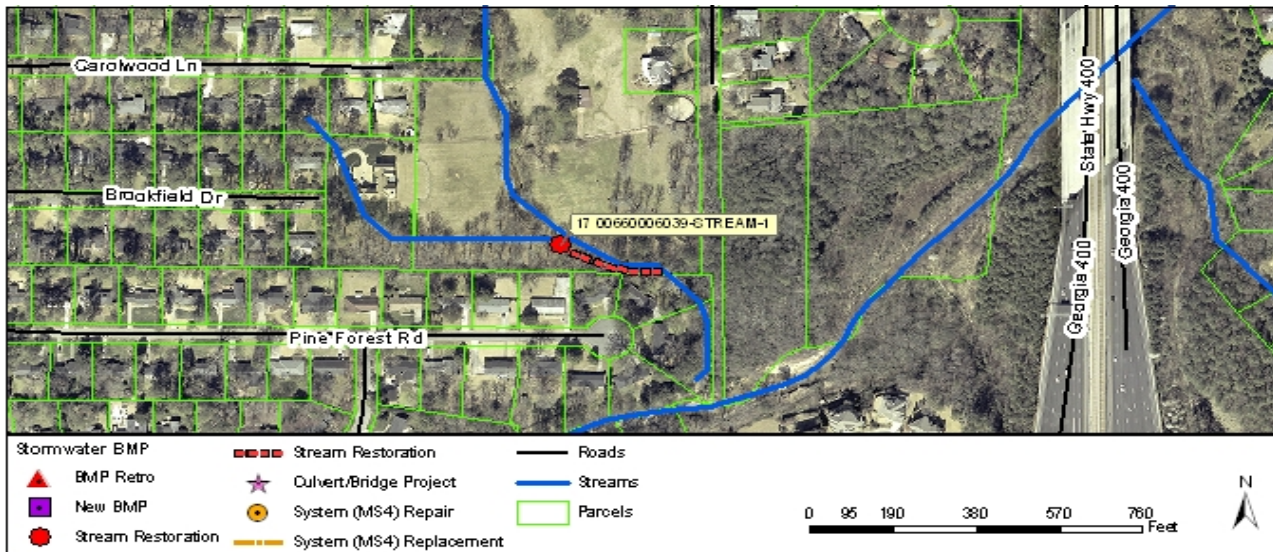 Carolwood Ln
Brookfield Dr
17 00660006039-STREAM-1
Pine Forest Rd
State Hwy 400
Georgia 400
Georgia 400
Stormwater BMP
BMP Retro
New BMP
Stream Restoration
Stream Restoration
Culvert/Bridge Project
System (MS4) Repair
System (MS4) Replacement
Roads
Streams
Parcels
0 95 190 380 570 760
Feet
N